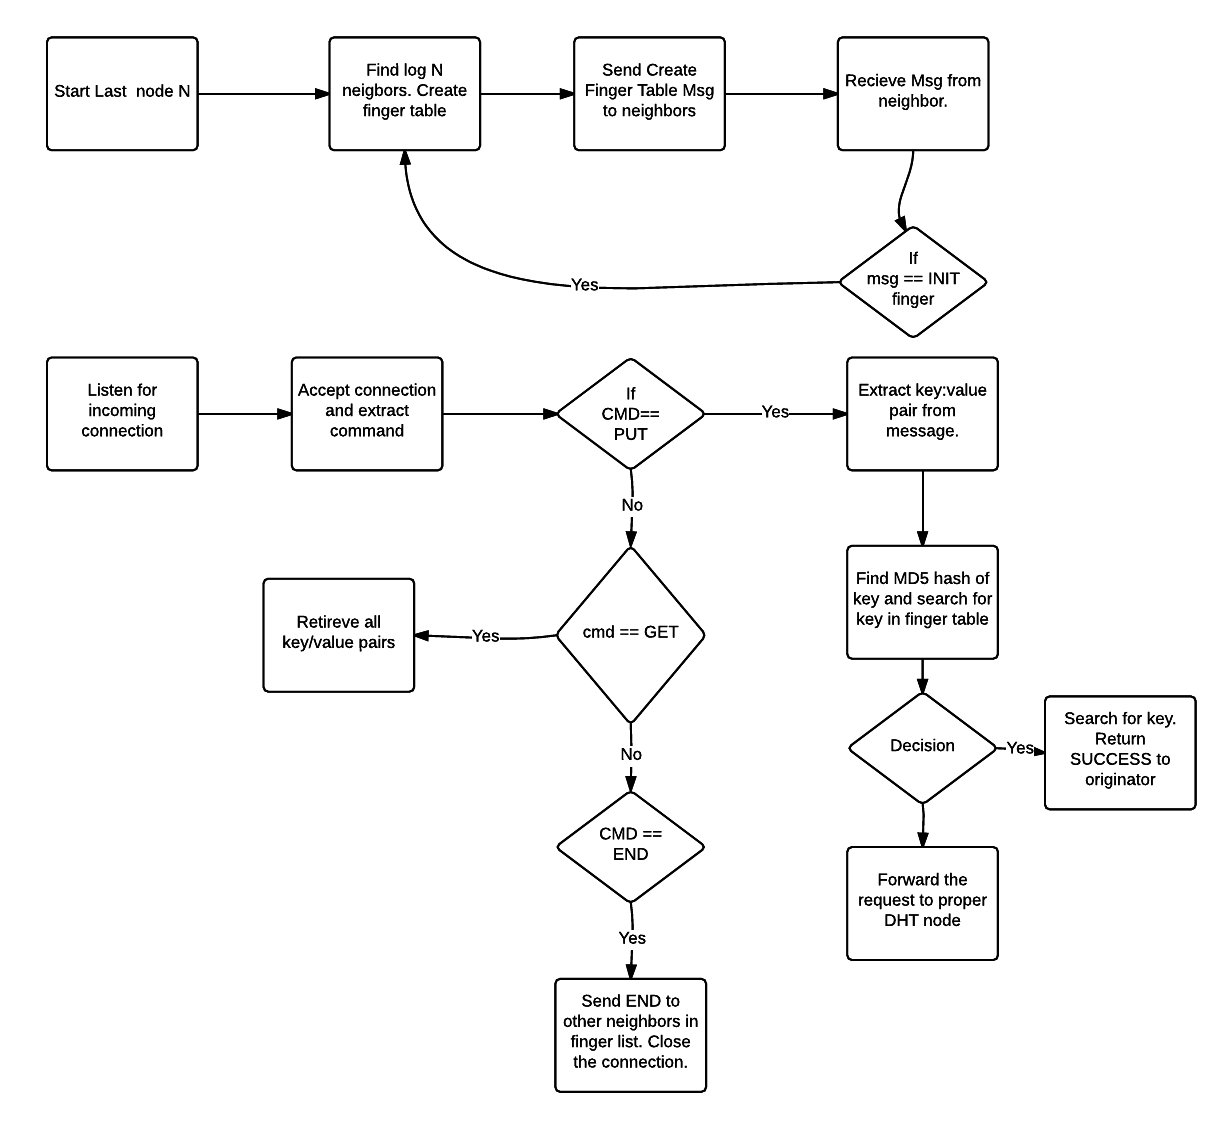 Start Last  node N
Find log N
neigbors. Create
finger table
Send Create
Finger Table Msg
to neighbors
Recieve Msg from
neighbor.
If
msg == INIT
finger
Yes
Listen for
incoming
connection
Accept connection
and extract
command
If
CMD==
PUT
Yes
Extract key:value
pair from
message.
No
Find MD5 hash of
key and search for
key in finger table
Retireve all
key/value pairs
Yes
cmd == GET
Decision
Yes
Search for key.
Return
SUCCESS to
originator
No
CMD ==
END
Forward the
request to proper
DHT node
Yes
Send END to
other neighbors in
finger list. Close
the connection.